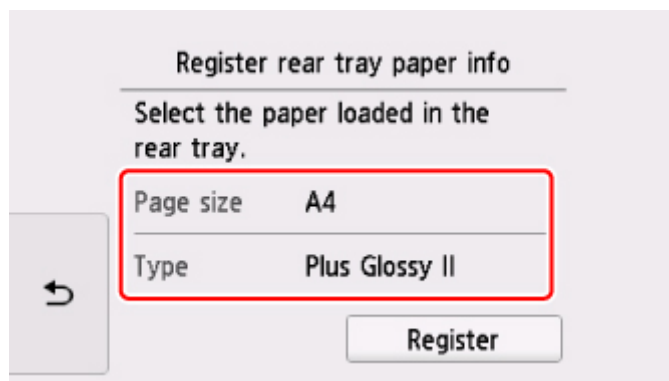 Register rear tray paper info
Select the paper loaded in the
rear tray.
Page size A4
Type Plus Glossy II
Register